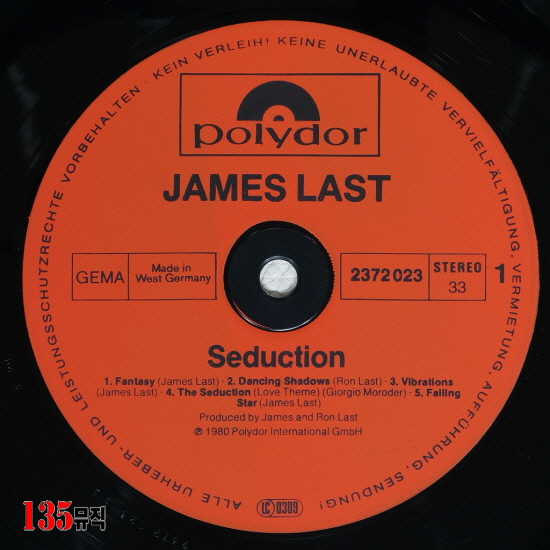 ALLE URHEBER- UND LEISTUNGSSCHUTZRECHTE VORBEHALTEN · KEIN VERLEIH! KEINE UNERLAUBTE VERVIELFÄLTIGUNG, VERMIETUNG, AUFFÜHRUNG, SENDUNG!
polydor
JAMES LAST
GEMA
Made in
West Germany
2372 023
STEREO
33
1
Seduction
1. Fantasy (James Last) · 2. Dancing Shadows (Ron Last) · 3. Vibrations
(James Last) · 4. The Seduction (Love Theme) (Giorgio Moroder) · 5. Falling
Star (James Last)
Produced by James and Ron Last
℗ 1980 Polydor International GmbH
LC 0309
135뮤직